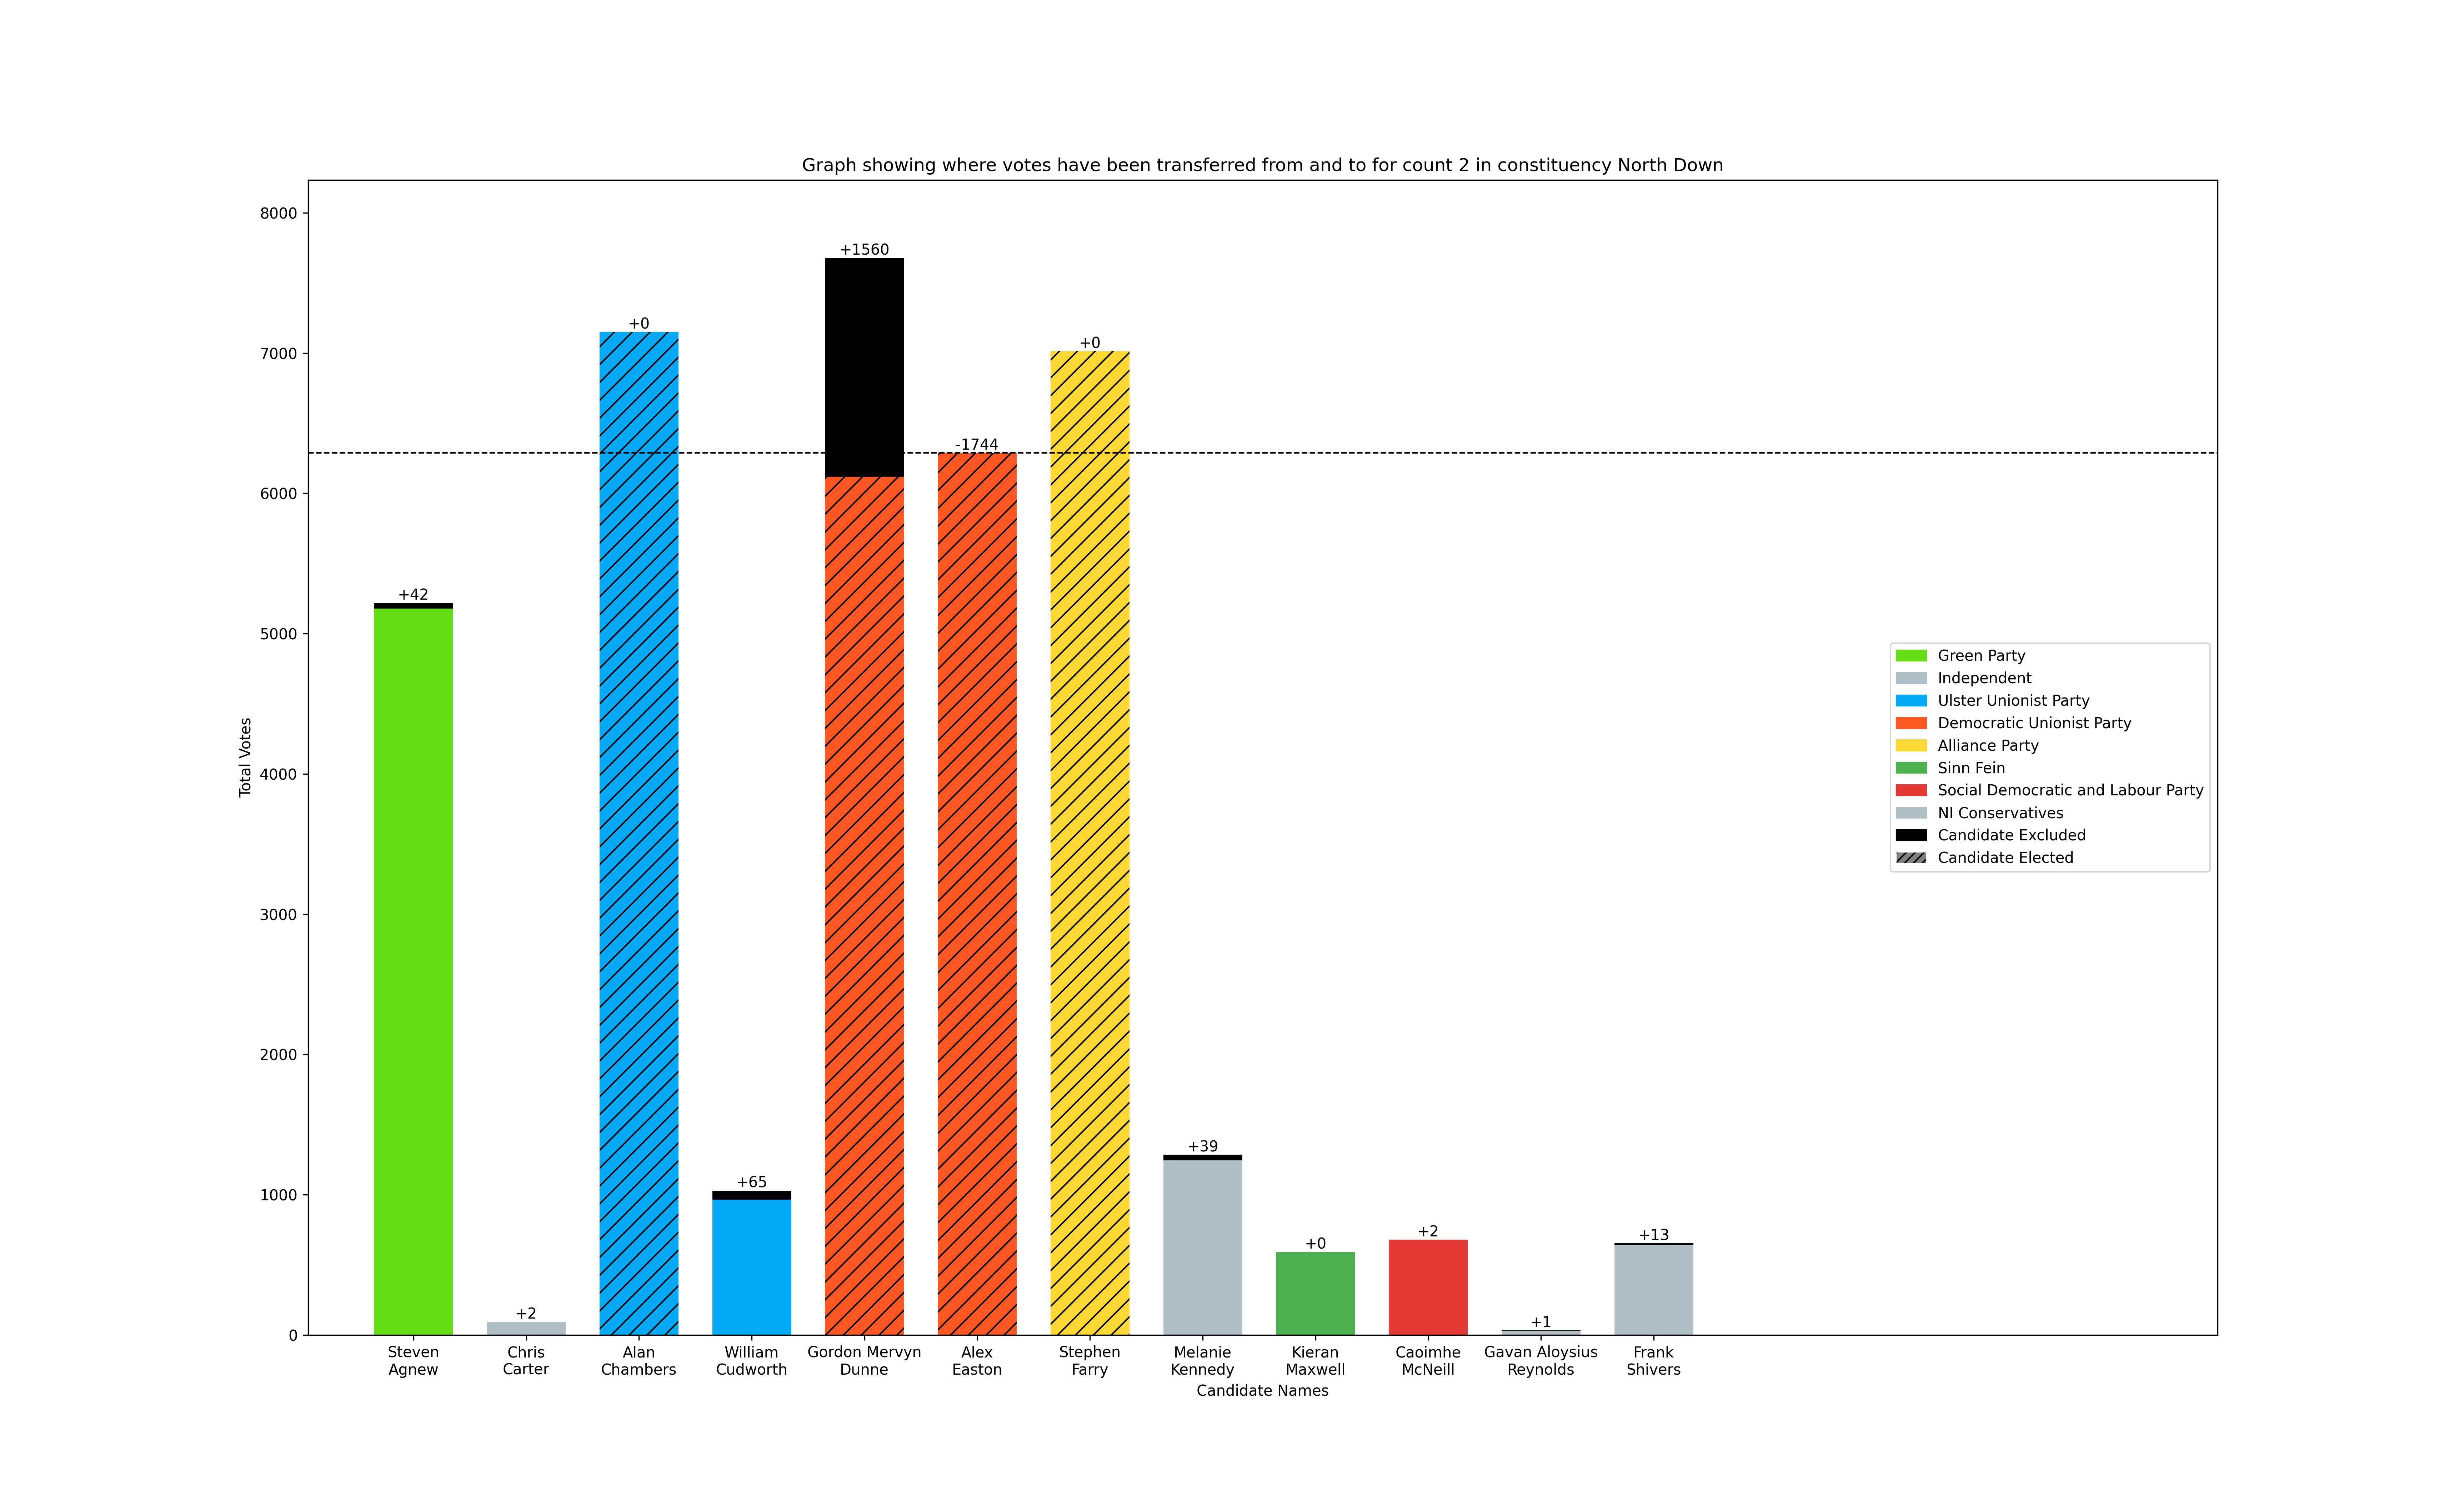 Graph showing where votes have been transferred from and to for count 2 in constituency North Down
8000
7000
6000
5000
4000
3000
2000
1000
0
Total Votes
+42
+2
+0
+65
+1560
-1744
+0
+39
+0
+2
+1
+13
Green Party
Independent
Ulster Unionist Party
Democratic Unionist Party
Alliance Party
Sinn Fein
Social Democratic and Labour Party
NI Conservatives
Candidate Excluded
Candidate Elected
Steven
Agnew
Chris
Carter
Alan
Chambers
William
Cudworth
Gordon Mervyn
Dunne
Alex
Easton
Stephen
Farry
Melanie
Kennedy
Kieran
Maxwell
Caoimhe
McNeill
Gavan Aloysius
Reynolds
Frank
Shivers
Candidate Names